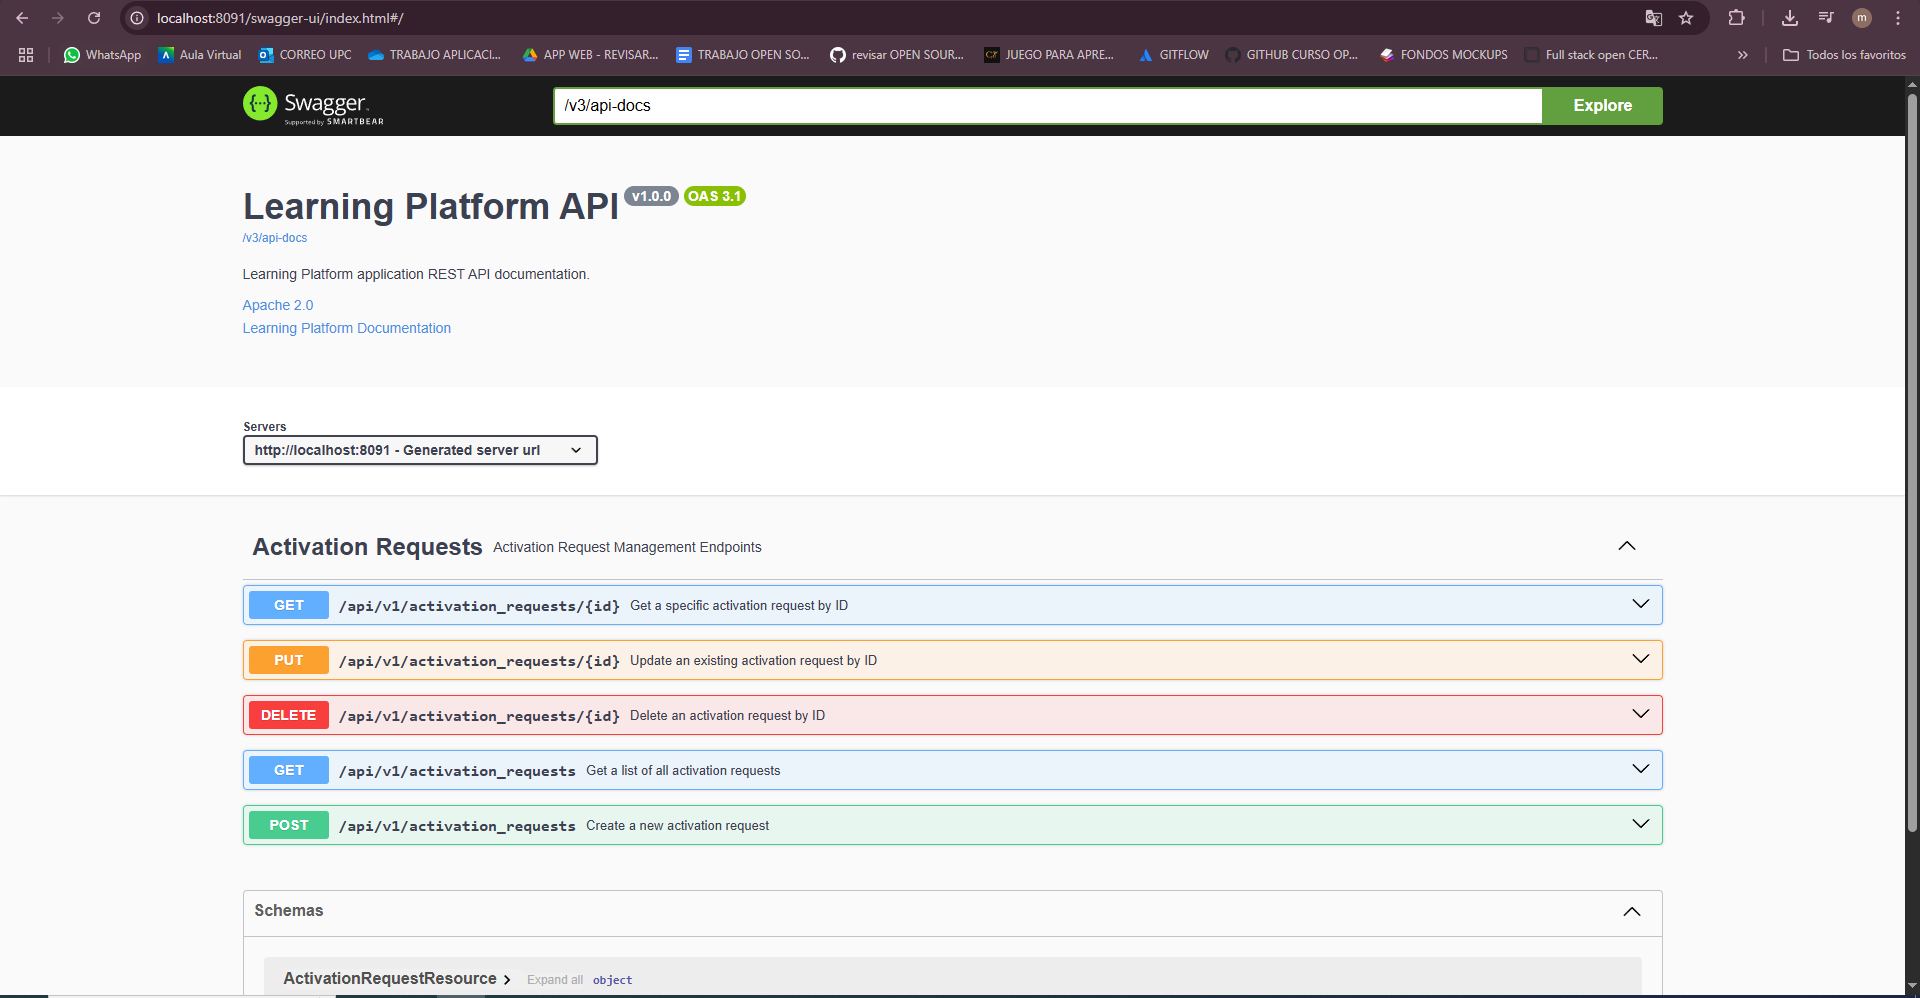 localhost:8091/swagger-ui/index.html#/
m
WhatsApp
Aula Virtual
CORREO UPC
TRABAJO APLICACI...
APP WEB - REVISAR...
TRABAJO OPEN SO...
revisar OPEN SOUR...
JUEGO PARA APRE...
GITFLOW
GITHUB CURSO OP...
FONDOS MOCKUPS
Full stack open CER...
»
Todos los favoritos
{···} Swagger
Supported by SMARTBEAR
/v3/api-docs
Explore
Learning Platform API v1.0.0 OAS 3.1
/v3/api-docs
Learning Platform application REST API documentation.
Apache 2.0
Learning Platform Documentation
Servers
http://localhost:8091 - Generated server url
Activation Requests Activation Request Management Endpoints
GET /api/v1/activation_requests/{id} Get a specific activation request by ID
PUT /api/v1/activation_requests/{id} Update an existing activation request by ID
DELETE /api/v1/activation_requests/{id} Delete an activation request by ID
GET /api/v1/activation_requests Get a list of all activation requests
POST /api/v1/activation_requests Create a new activation request
Schemas
ActivationRequestResource Expand all object